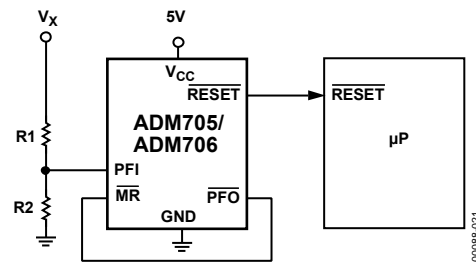 VX
5V
VCC
RESET
RESET
ADM705/
ADM706
µP
R1
PFI
MR
PFO
R2
GND
00088-021